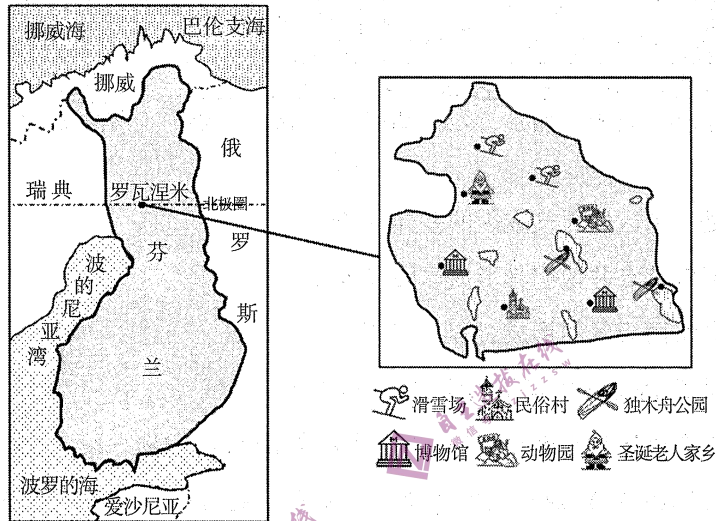 挪威海
巴伦支海
挪威
俄
瑞典
罗瓦涅米
北极圈
罗
芬
斯
兰
波
的
尼
亚
湾
波罗的海
爱沙尼亚
滑雪场
民俗村
独木舟公园
博物馆
动物园
圣诞老人家乡